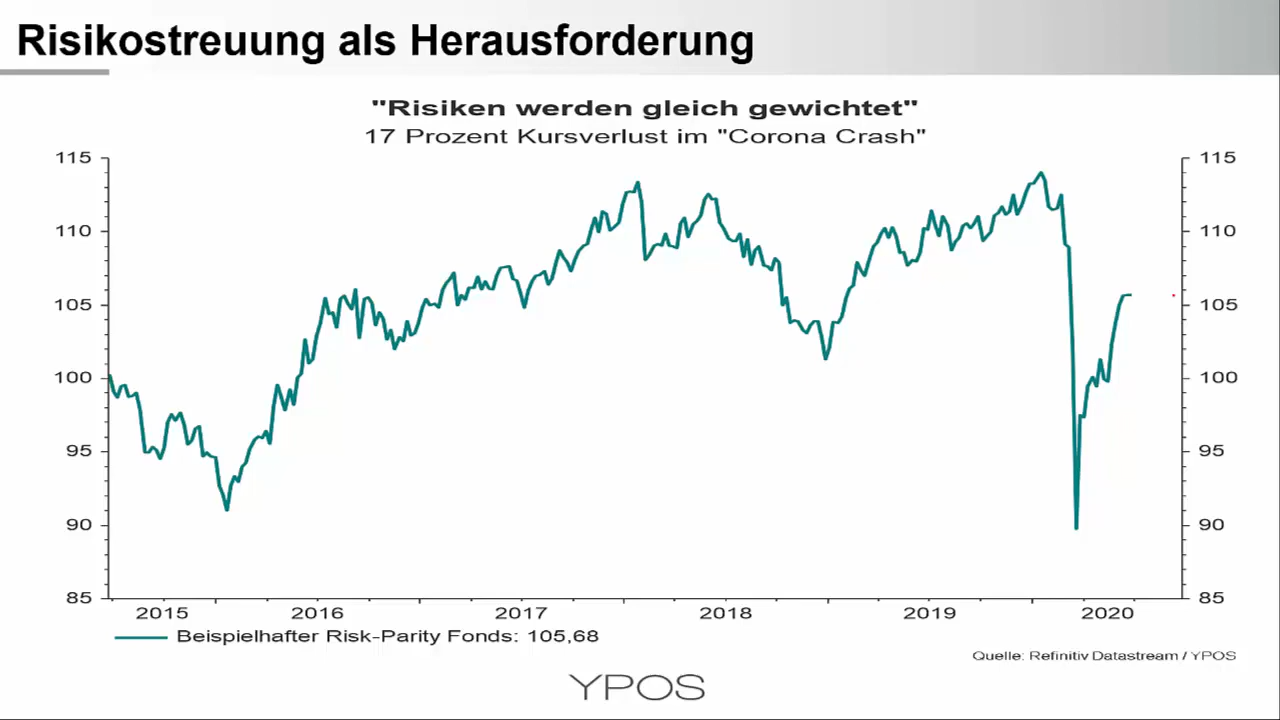 Risikostreuung als Herausforderung
"Risiken werden gleich gewichtet"
17 Prozent Kursverlust im "Corona Crash"
115 115
110 110
105 105
100 100
95 95
90 90
85 85
2015 2016 2017 2018 2019 2020
Beispielhafter Risk-Parity Fonds: 105,68
Quelle: Refinitiv Datastream / YPOS
YPOS